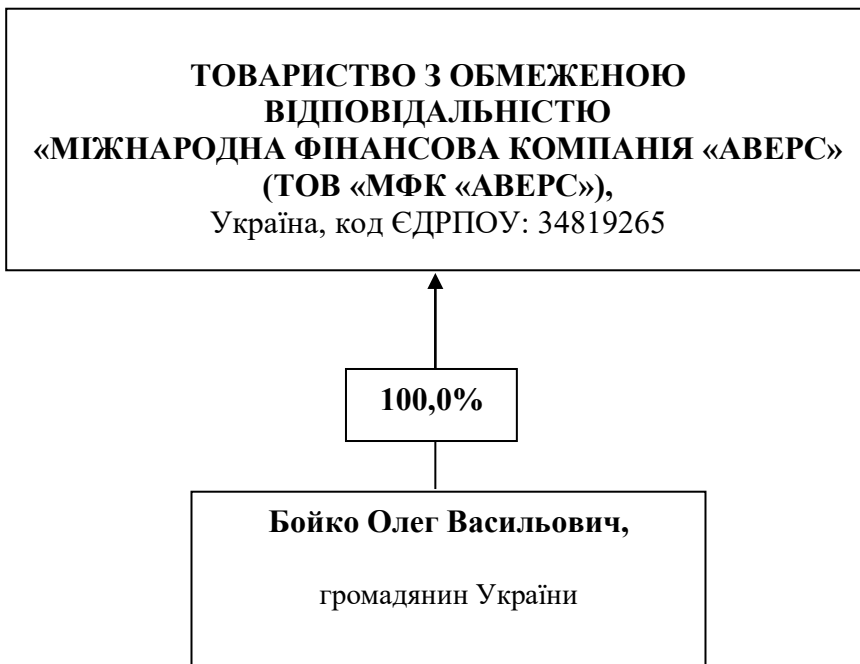 ТОВАРИСТВО З ОБМЕЖЕНОЮ
ВІДПОВІДАЛЬНІСТЮ
«МІЖНАРОДНА ФІНАНСОВА КОМПАНІЯ «АВЕРС»
(ТОВ «МФК «АВЕРС»),
Україна, код ЄДРПОУ: 34819265
100,0%
Бойко Олег Васильович,
громадянин України